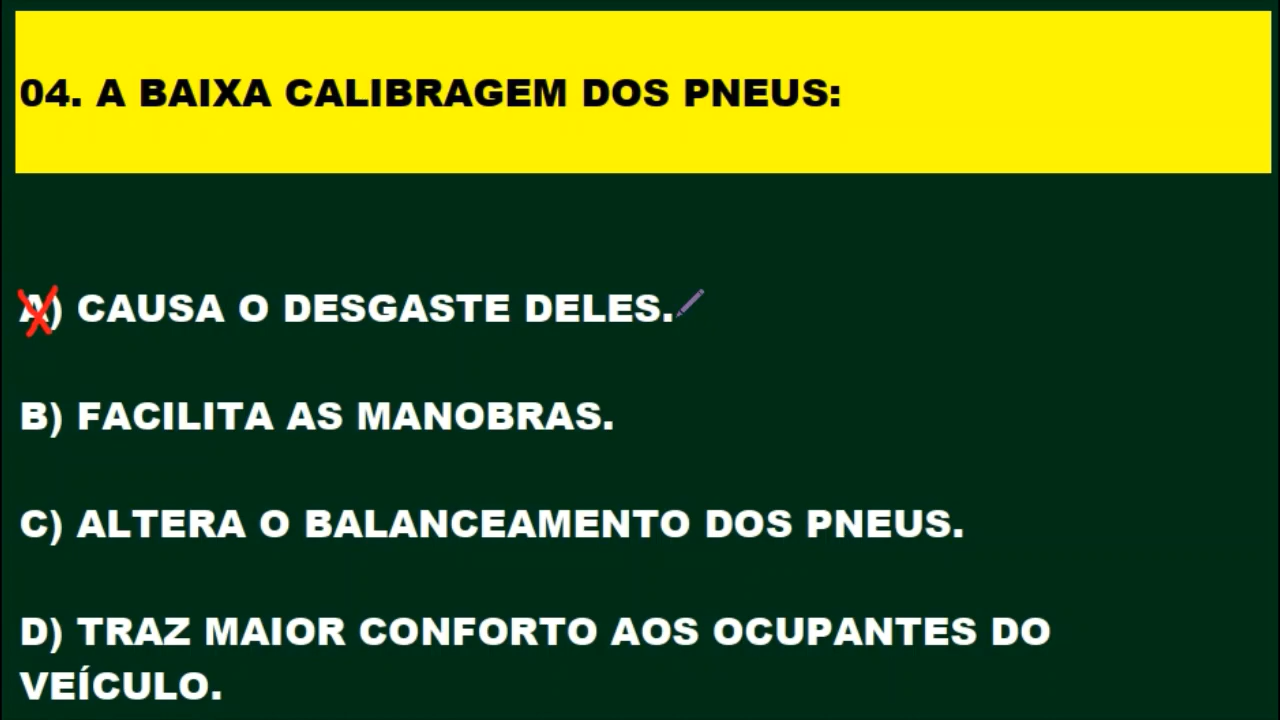 04. A BAIXA CALIBRAGEM DOS PNEUS:
A) CAUSA O DESGASTE DELES.
B) FACILITA AS MANOBRAS.
C) ALTERA O BALANCEAMENTO DOS PNEUS.
D) TRAZ MAIOR CONFORTO AOS OCUPANTES DO
VEÍCULO.